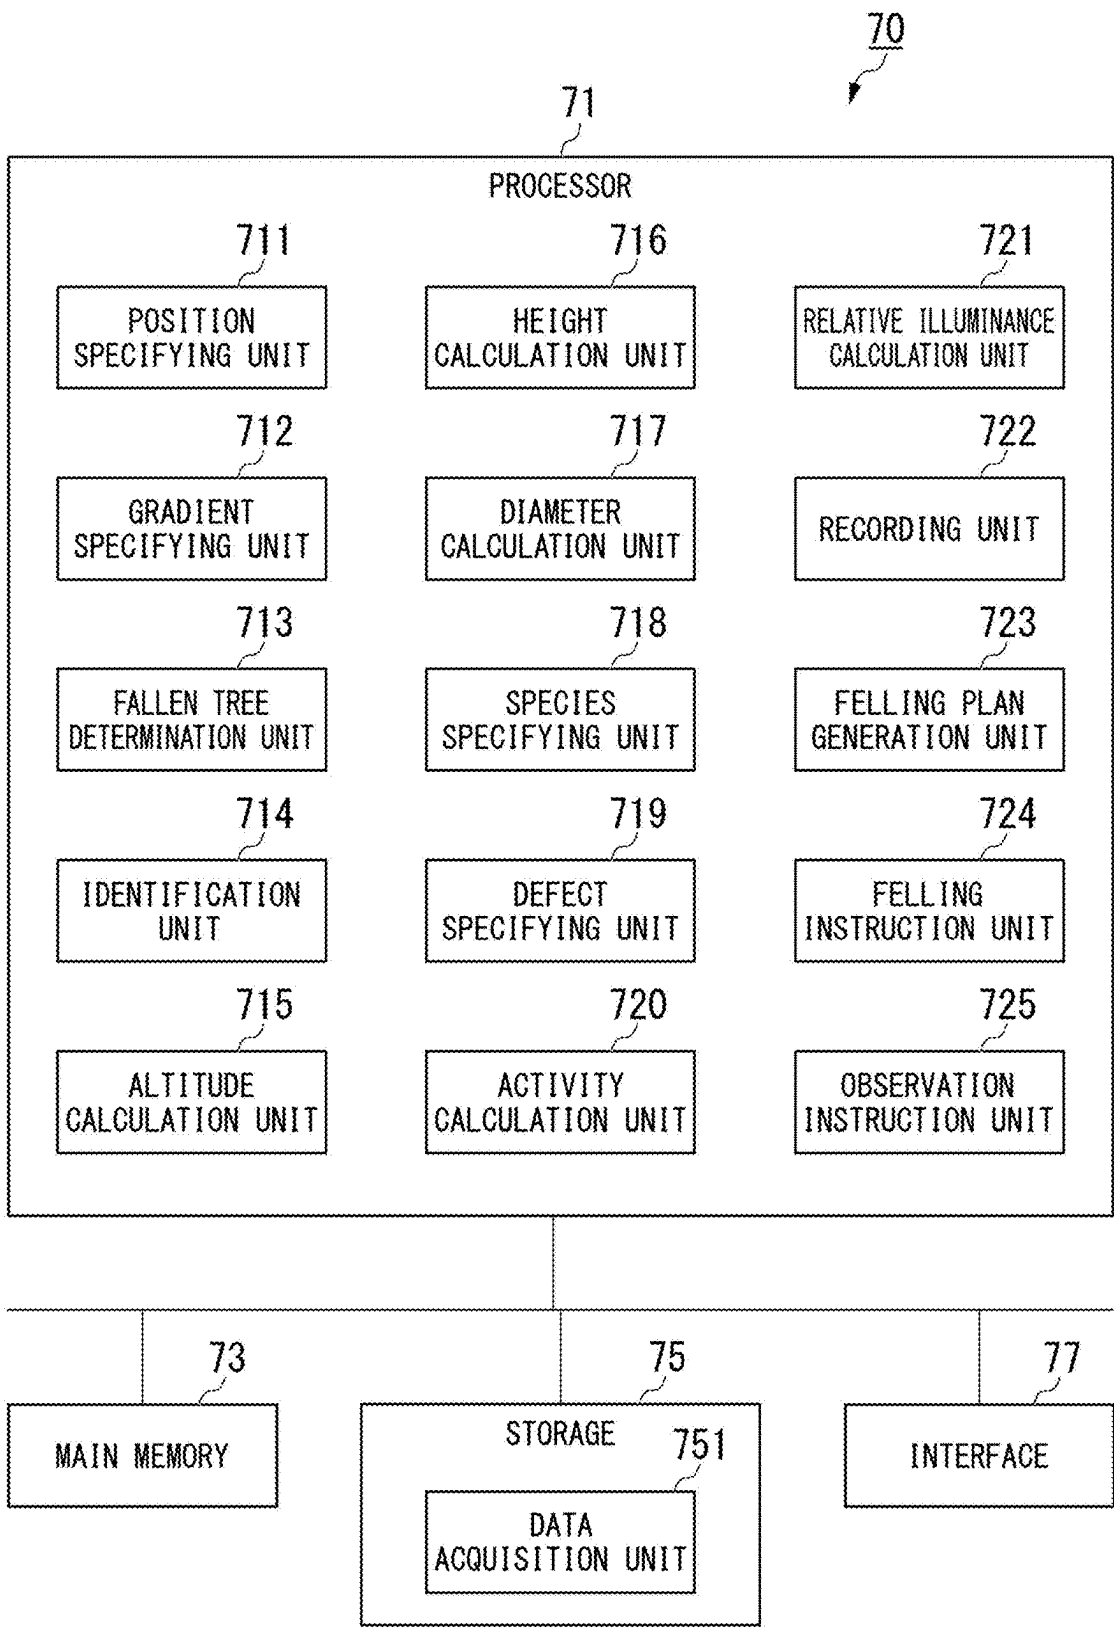 70
71
PROCESSOR
711
716
721
POSITION
SPECIFYING UNIT
HEIGHT
CALCULATION UNIT
RELATIVE ILLUMINANCE
CALCULATION UNIT
712
717
722
GRADIENT
SPECIFYING UNIT
DIAMETER
CALCULATION UNIT
RECORDING UNIT
713
718
723
FALLEN TREE
DETERMINATION UNIT
SPECIES
SPECIFYING UNIT
FELLING PLAN
GENERATION UNIT
714
719
724
IDENTIFICATION
UNIT
DEFECT
SPECIFYING UNIT
FELLING
INSTRUCTION UNIT
715
720
725
ALTITUDE
CALCULATION UNIT
ACTIVITY
CALCULATION UNIT
OBSERVATION
INSTRUCTION UNIT
73
75
77
MAIN MEMORY
STORAGE
INTERFACE
751
DATA
ACQUISITION UNIT